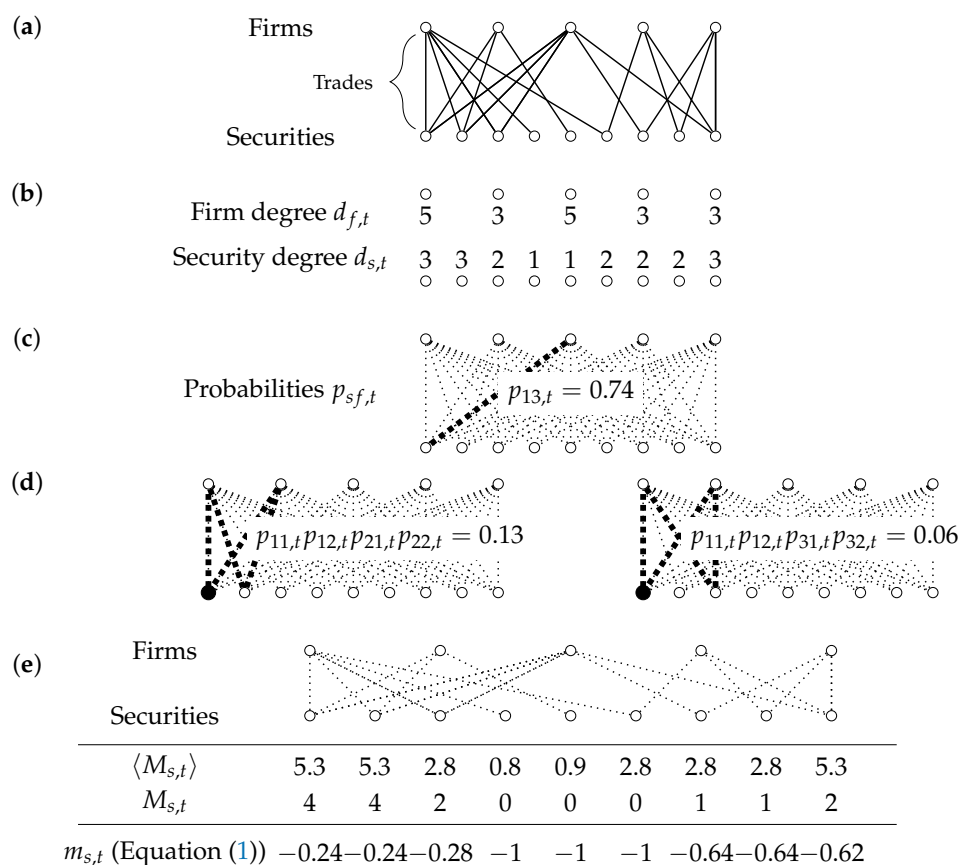 (a)
Firms
Trades
Securities
(b)
Firm degree d_{f,t} 5 3 5 3 3
Security degree d_{s,t} 3 3 2 1 1 2 2 2 3
(c)
Probabilities p_{sf,t} p_{13,t} = 0.74
(d)
p_{11,t}p_{12,t}p_{21,t}p_{22,t} = 0.13 p_{11,t}p_{12,t}p_{31,t}p_{32,t} = 0.06
(e)
Firms
Securities
⟨M_{s,t}⟩ 5.3 5.3 2.8 0.8 0.9 2.8 2.8 2.8 5.3
M_{s,t} 4 4 2 0 0 0 1 1 2
m_{s,t} (Equation (1)) −0.24 −0.24 −0.28 −1 −1 −1 −0.64 −0.64 −0.62